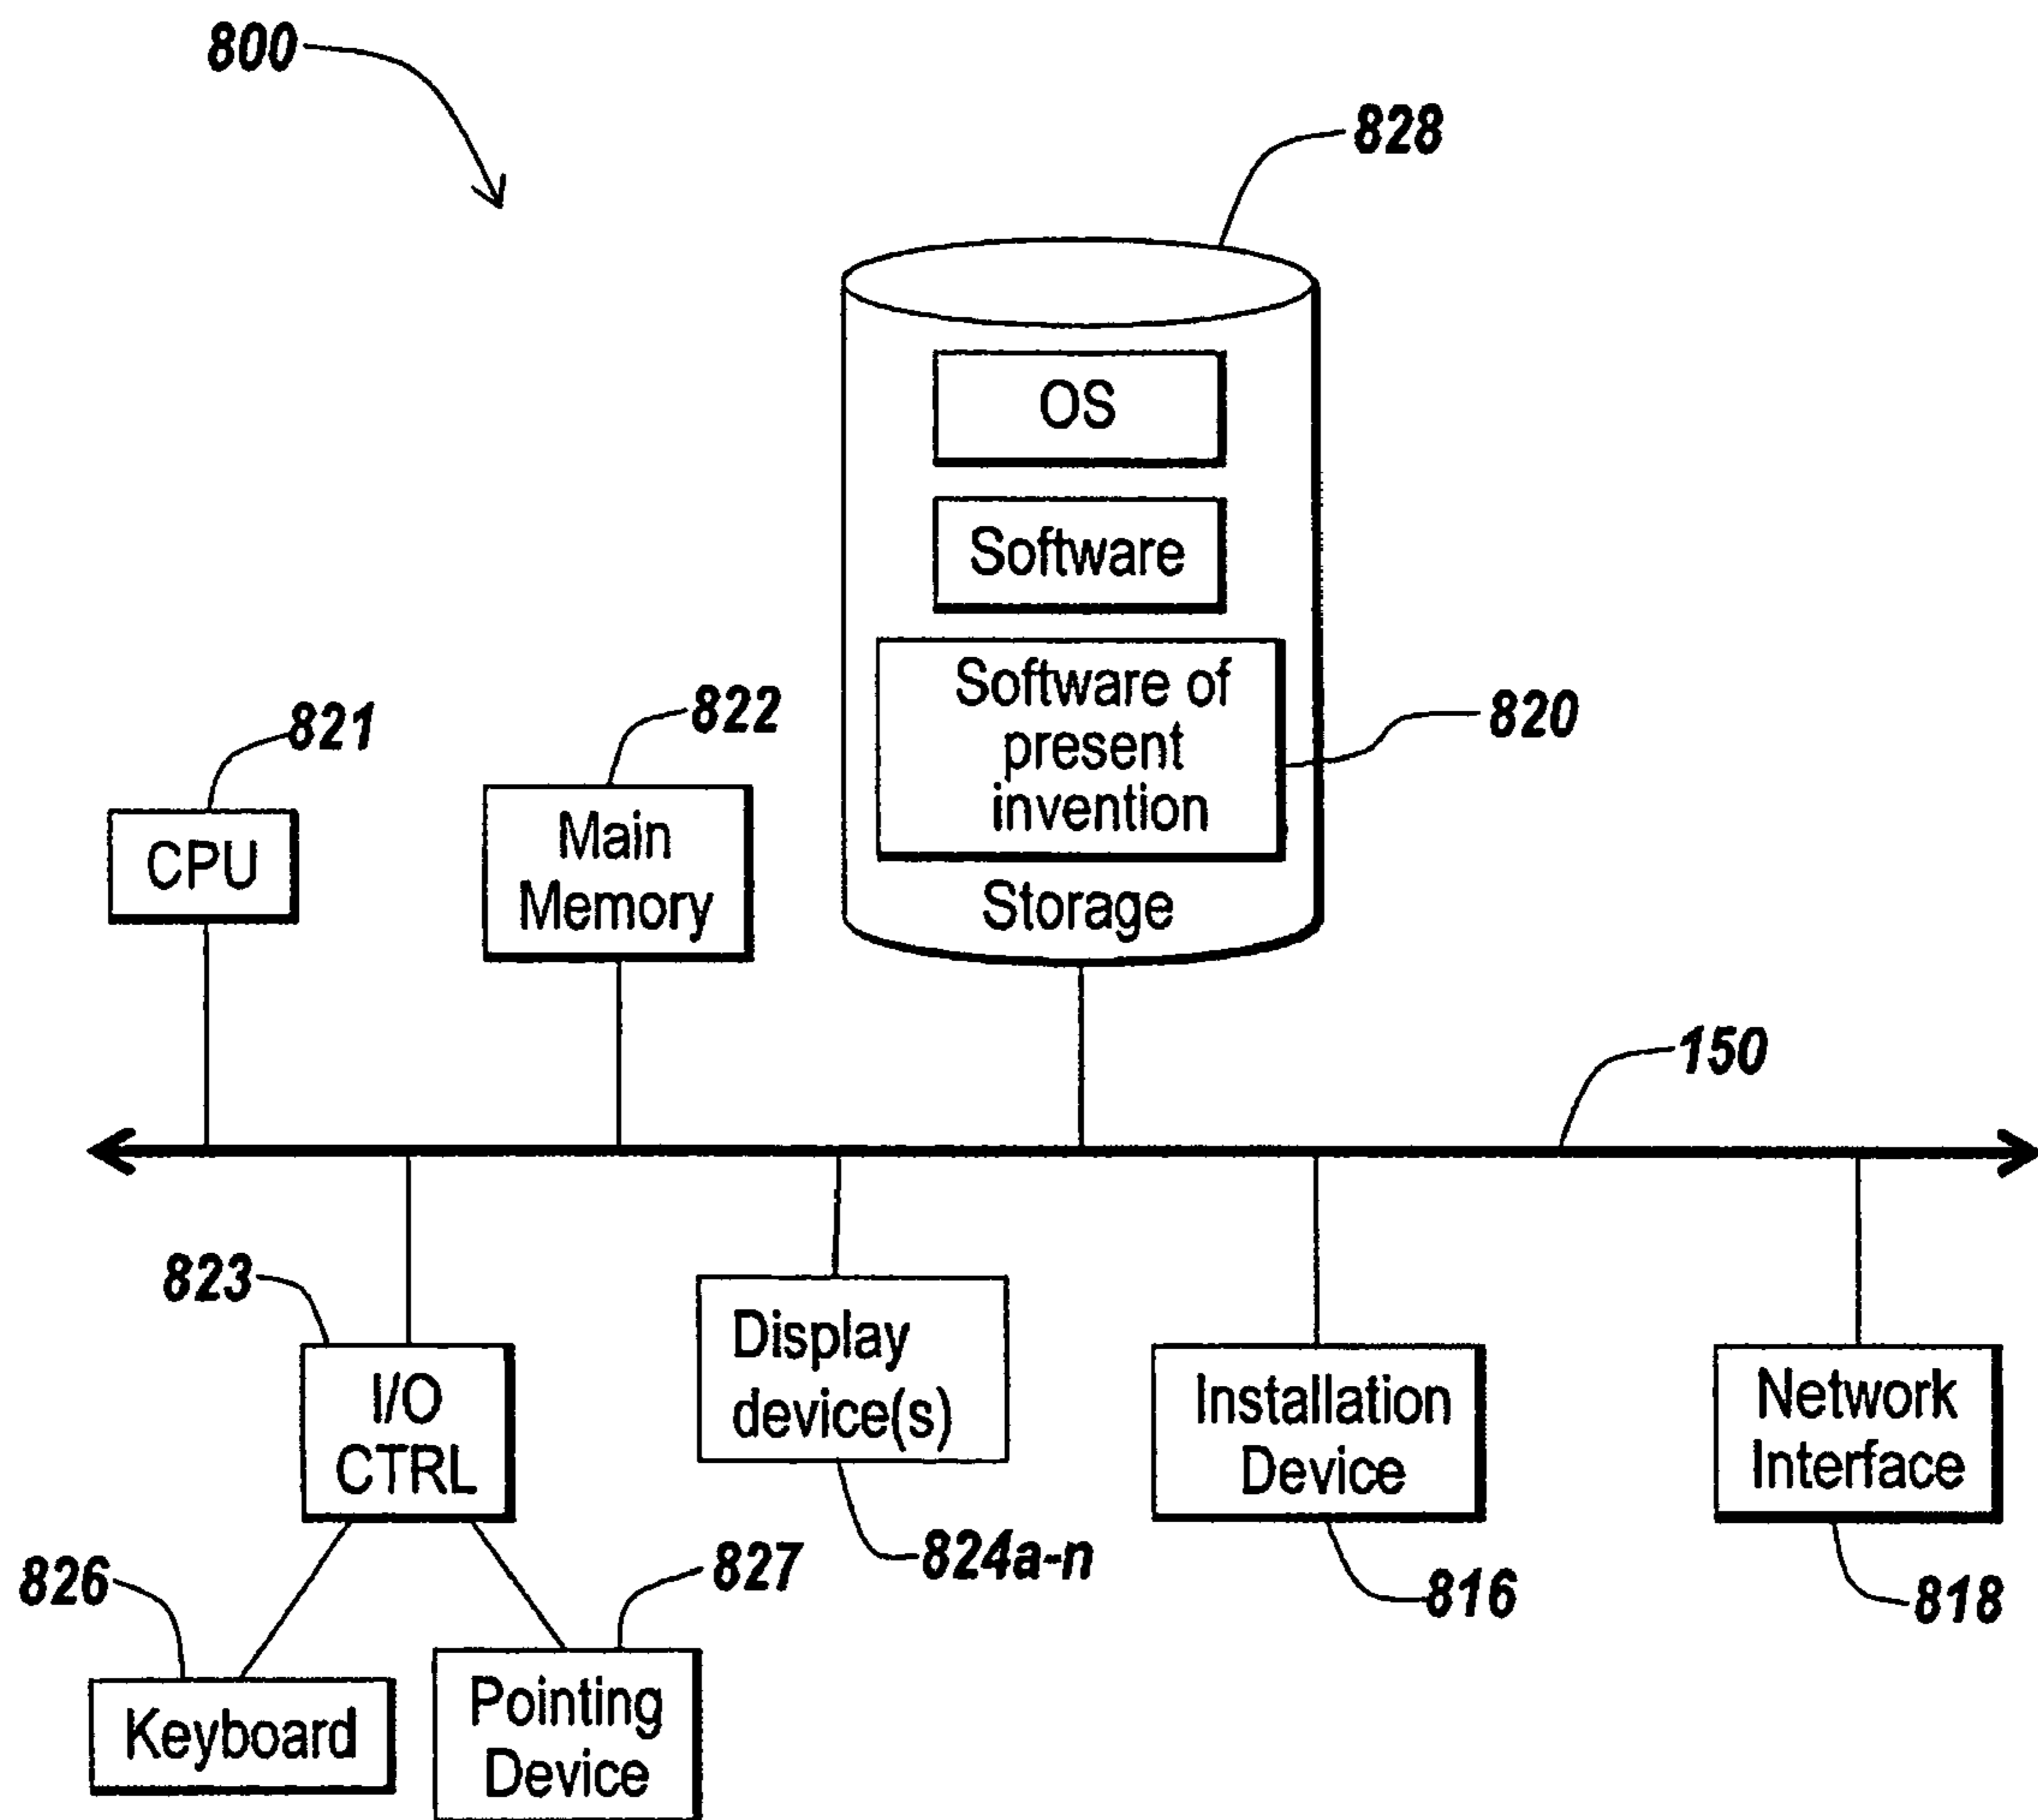 800
828
OS
Software
Software of
present
invention
820
Storage
821
CPU
822
Main
Memory
150
823
I/O
CTRL
Display
device(s)
824a-n
Installation
Device
816
Network
Interface
818
826
Keyboard
827
Pointing
Device